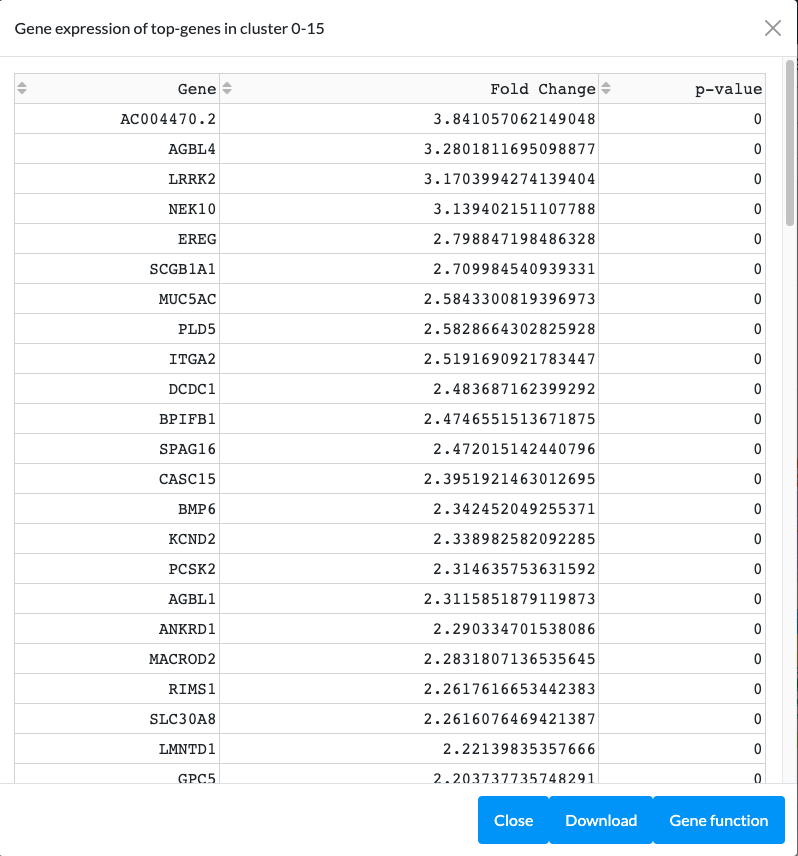 Gene expression of top-genes in cluster 0-15
Gene Fold Change p-value
AC004470.2 3.841057062149048 0
AGBL4 3.2801811695098877 0
LRRK2 3.1703994274139404 0
NEK10 3.139402151107788 0
EREG 2.798847198486328 0
SCGB1A1 2.709984540939331 0
MUC5AC 2.5843300819396973 0
PLD5 2.5828664302825928 0
ITGA2 2.5191690921783447 0
DCDC1 2.483687162399292 0
BPIFB1 2.4746551513671875 0
SPAG16 2.472015142440796 0
CASC15 2.3951921463012695 0
BMP6 2.342452049255371 0
KCND2 2.338982582092285 0
PCSK2 2.314635753631592 0
AGBL1 2.3115851879119873 0
ANKRD1 2.290334701538086 0
MACROD2 2.2831807136535645 0
RIMS1 2.2617616653442383 0
SLC30A8 2.2616076469421387 0
LMNTD1 2.22139835357666 0
GPC5 2.203737735748291 0
Close Download Gene function